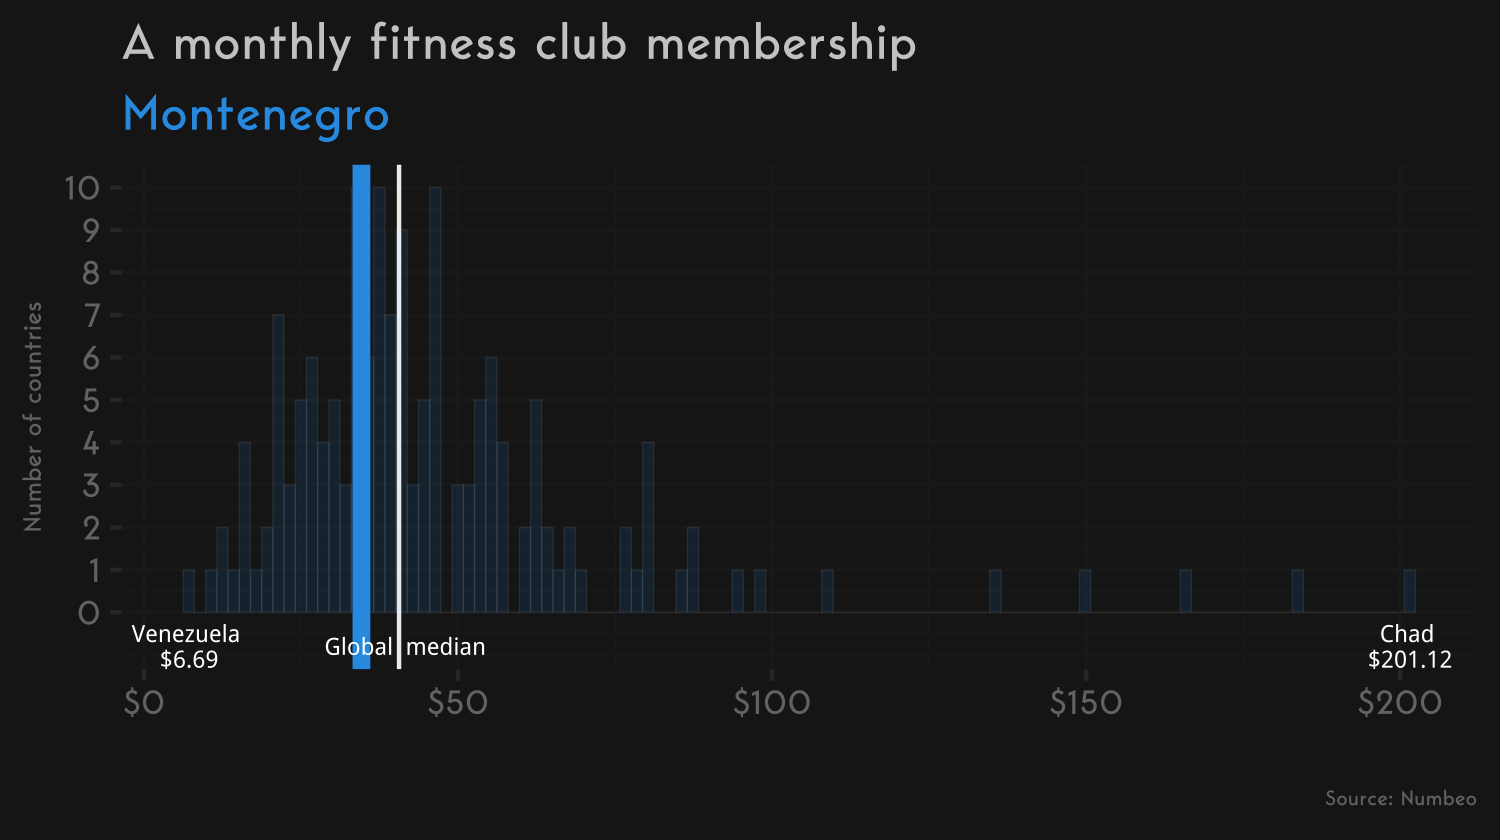 A monthly fitness club membership
Montenegro
Number of countries
10
9
8
7
6
5
4
3
2
1
0
Venezuela
$6.69
Global median
Chad
$201.12
$0 $50 $100 $150 $200
Source: Numbeo